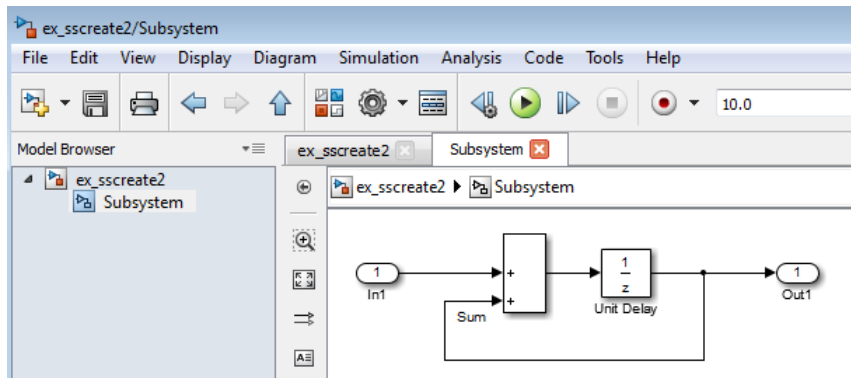 ex_sscreate2/Subsystem
File Edit View Display Diagram Simulation Analysis Code Tools Help
10.0
Model Browser
ex_sscreate2 Subsystem
ex_sscreate2
Subsystem
ex_sscreate2 Subsystem
1
In1
+
+
Sum
1
z
Unit Delay
1
Out1
A